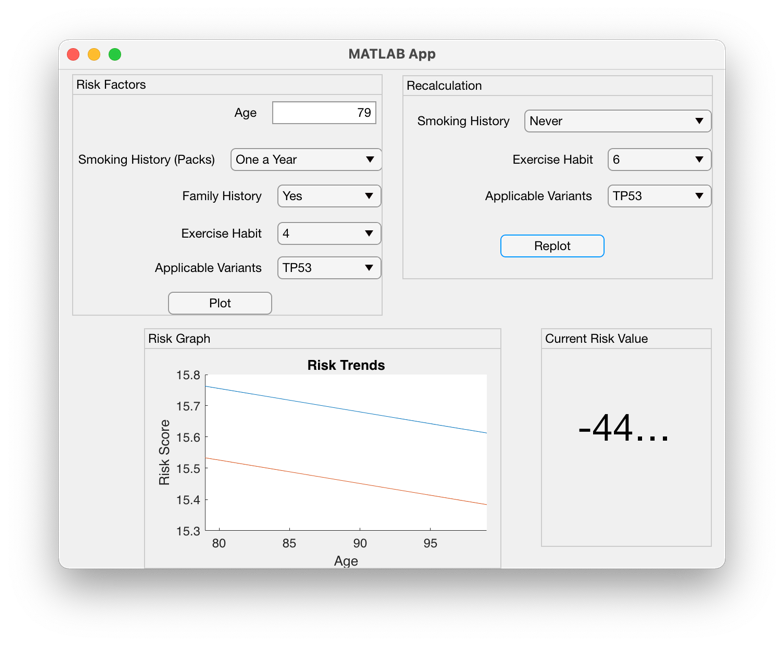 MATLAB App
Risk Factors
Age 79
Smoking History (Packs) One a Year
Family History Yes
Exercise Habit 4
Applicable Variants TP53
Plot
Recalculation
Smoking History Never
Exercise Habit 6
Applicable Variants TP53
Replot
Risk Graph
Risk Trends
15.8
15.7
15.6
15.5
15.4
15.3
Risk Score
80 85 90 95
Age
Current Risk Value
-44...